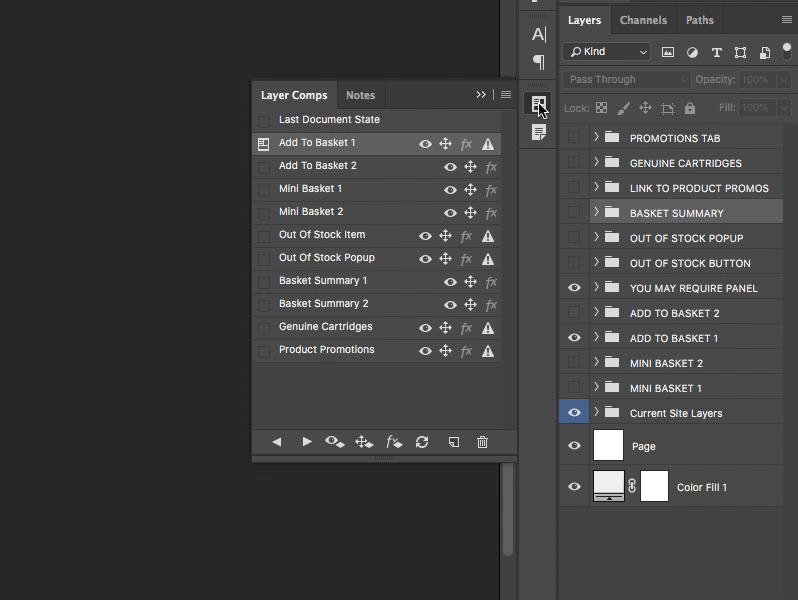 Layers Channels Paths
Kind
Pass Through Opacity: 100%
Lock: Fill: 100%
Layer Comps Notes
Last Document State
Add To Basket 1
Add To Basket 2
Mini Basket 1
Mini Basket 2
Out Of Stock Item
Out Of Stock Popup
Basket Summary 1
Basket Summary 2
Genuine Cartridges
Product Promotions
PROMOTIONS TAB
GENUINE CARTRIDGES
LINK TO PRODUCT PROMOS
BASKET SUMMARY
OUT OF STOCK POPUP
OUT OF STOCK BUTTON
YOU MAY REQUIRE PANEL
ADD TO BASKET 2
ADD TO BASKET 1
MINI BASKET 2
MINI BASKET 1
Current Site Layers
Page
Color Fill 1